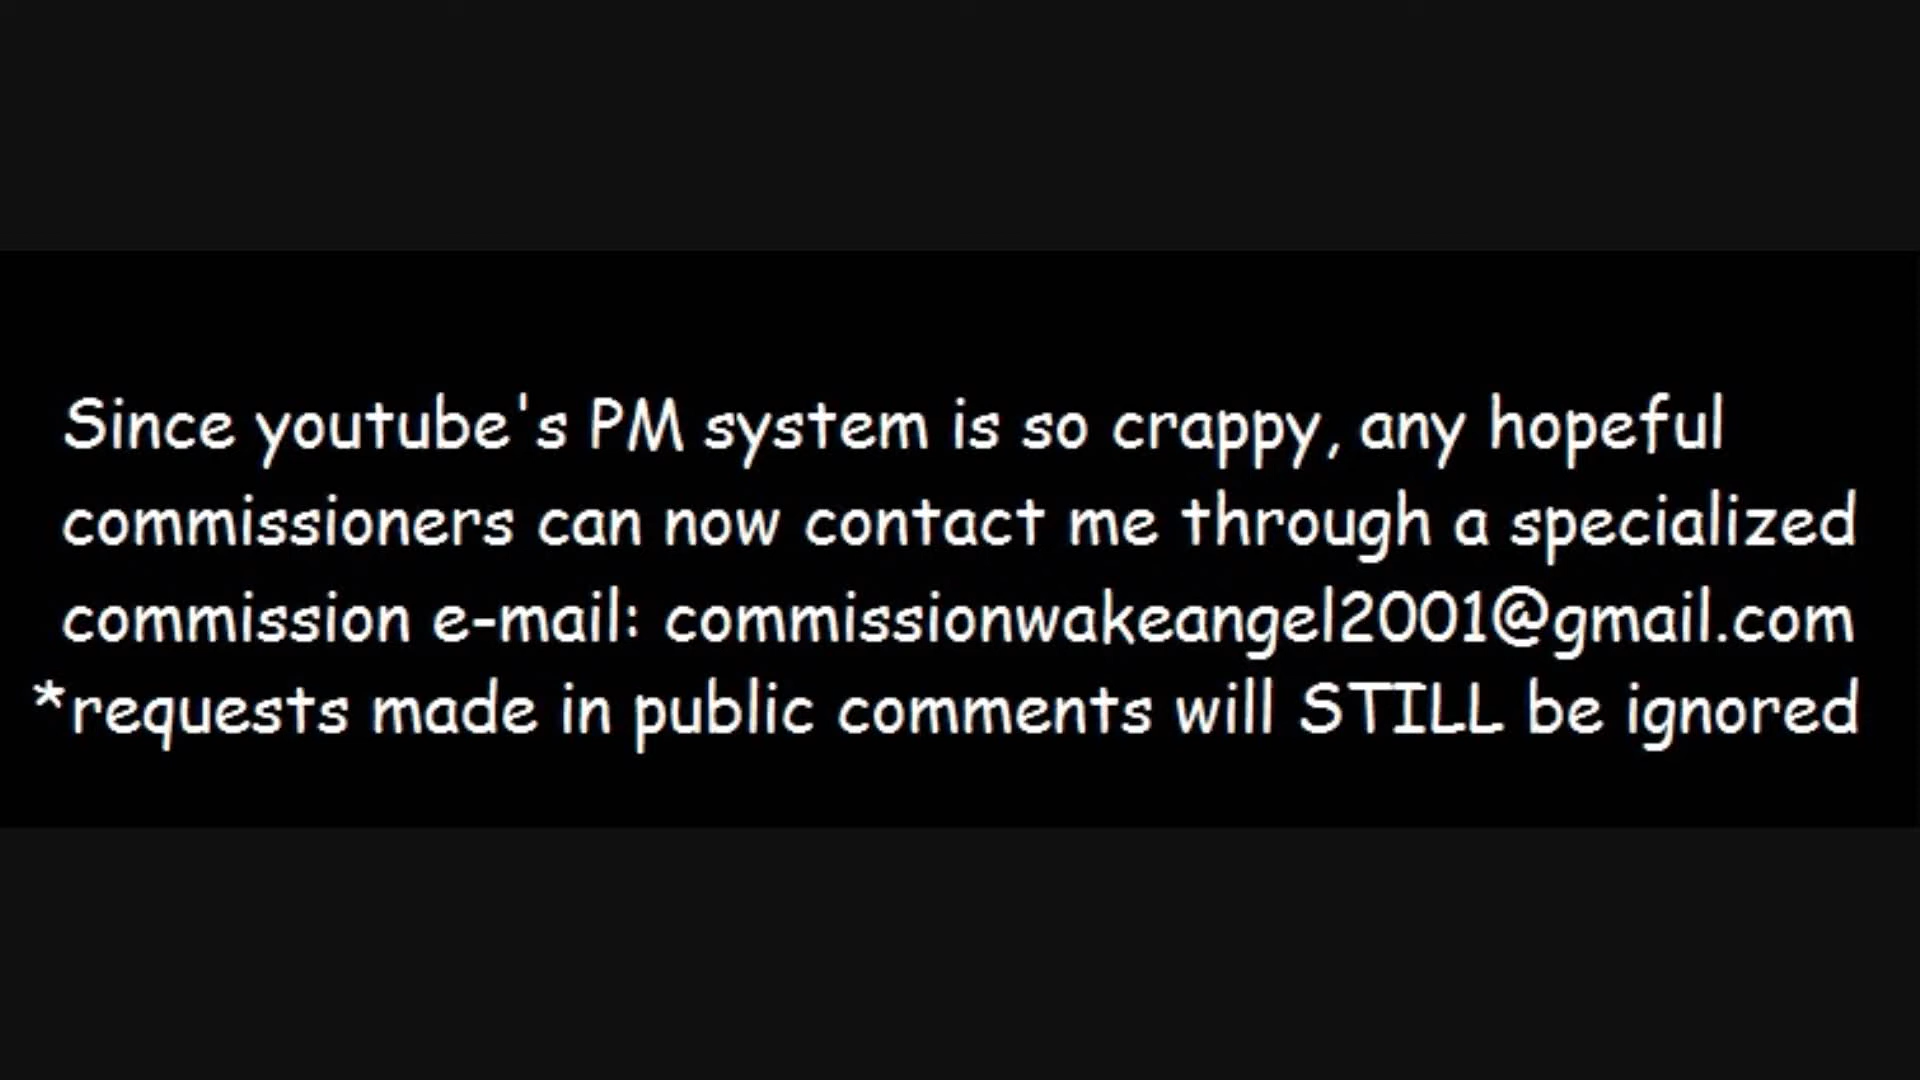 Since youtube's PM system is so crappy, any hopeful
commissioners can now contact me through a specialized
commission e-mail: commissionwakeangel2001@gmail.com
*requests made in public comments will STILL be ignored